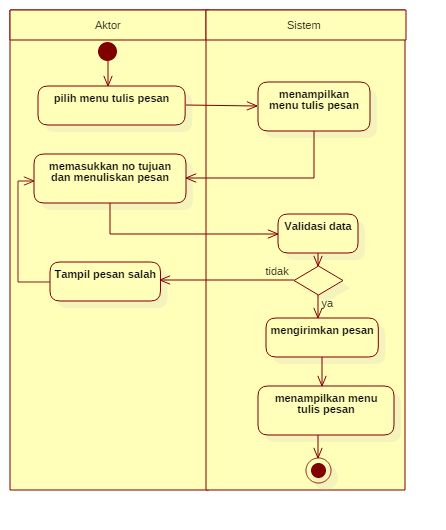 Aktor
Sistem
pilih menu tulis pesan
menampilkan
menu tulis pesan
memasukkan no tujuan
dan menuliskan pesan
Validasi data
tidak
Tampil pesan salah
ya
mengirimkan pesan
menampilkan menu
tulis pesan